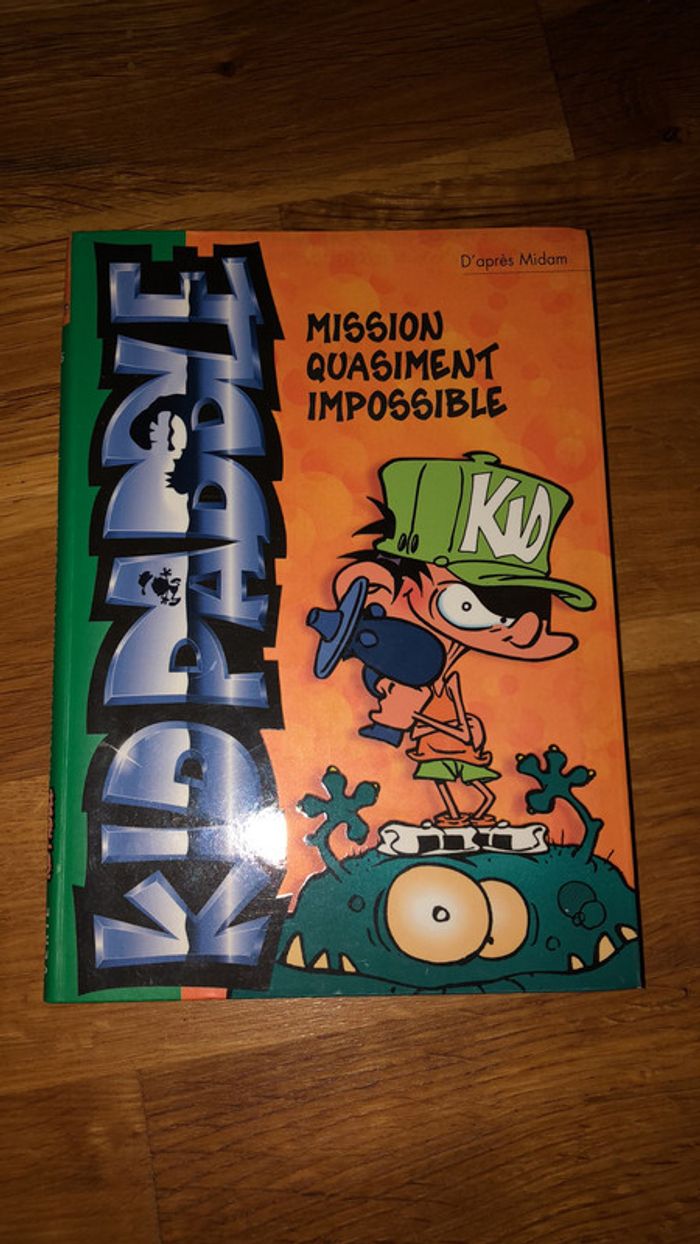 D'après Midam
MISSION
QUASIMENT
IMPOSSIBLE
KID PADDLE
KID